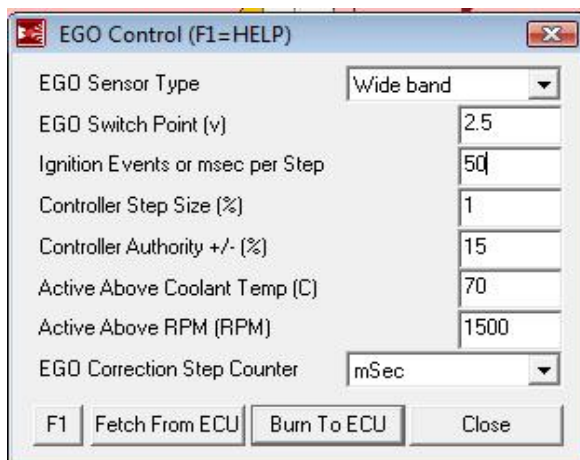 EGO Control (F1=HELP)
EGO Sensor Type Wide band
EGO Switch Point (v) 2.5
Ignition Events or msec per Step 50
Controller Step Size (%) 1
Controller Authority +/- (%) 15
Active Above Coolant Temp (C) 70
Active Above RPM (RPM) 1500
EGO Correction Step Counter mSec
F1 Fetch From ECU Burn To ECU Close